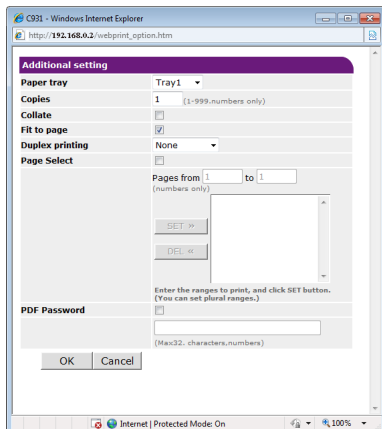 C931 - Windows Internet Explorer
http://192.168.0.2/webprint_option.htm
Additional setting
Paper tray Tray1
Copies 1 (1-999.numbers only)
Collate
Fit to page
Duplex printing None
Page Select
Pages from 1 to 1
(numbers only)
SET »
DEL «
Enter the ranges to print, and click SET button.
(You can set plural ranges.)
PDF Password
(Max32. characters.numbers)
OK Cancel
Internet | Protected Mode: On 100%